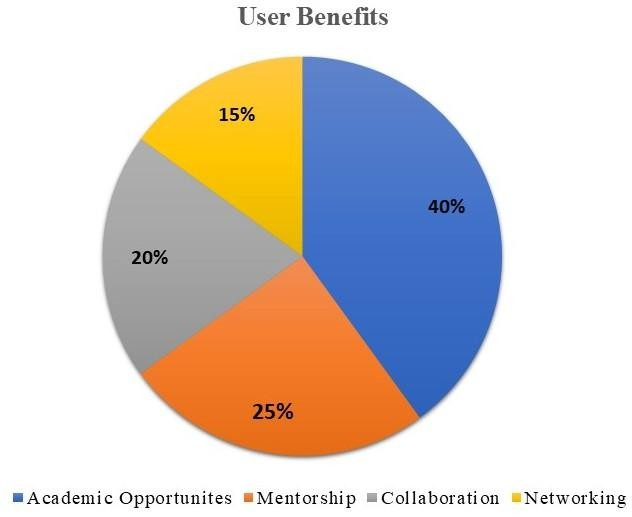 User Benefits
15%
40%
20%
25%
Academic Opportunites Mentorship Collaboration Networking